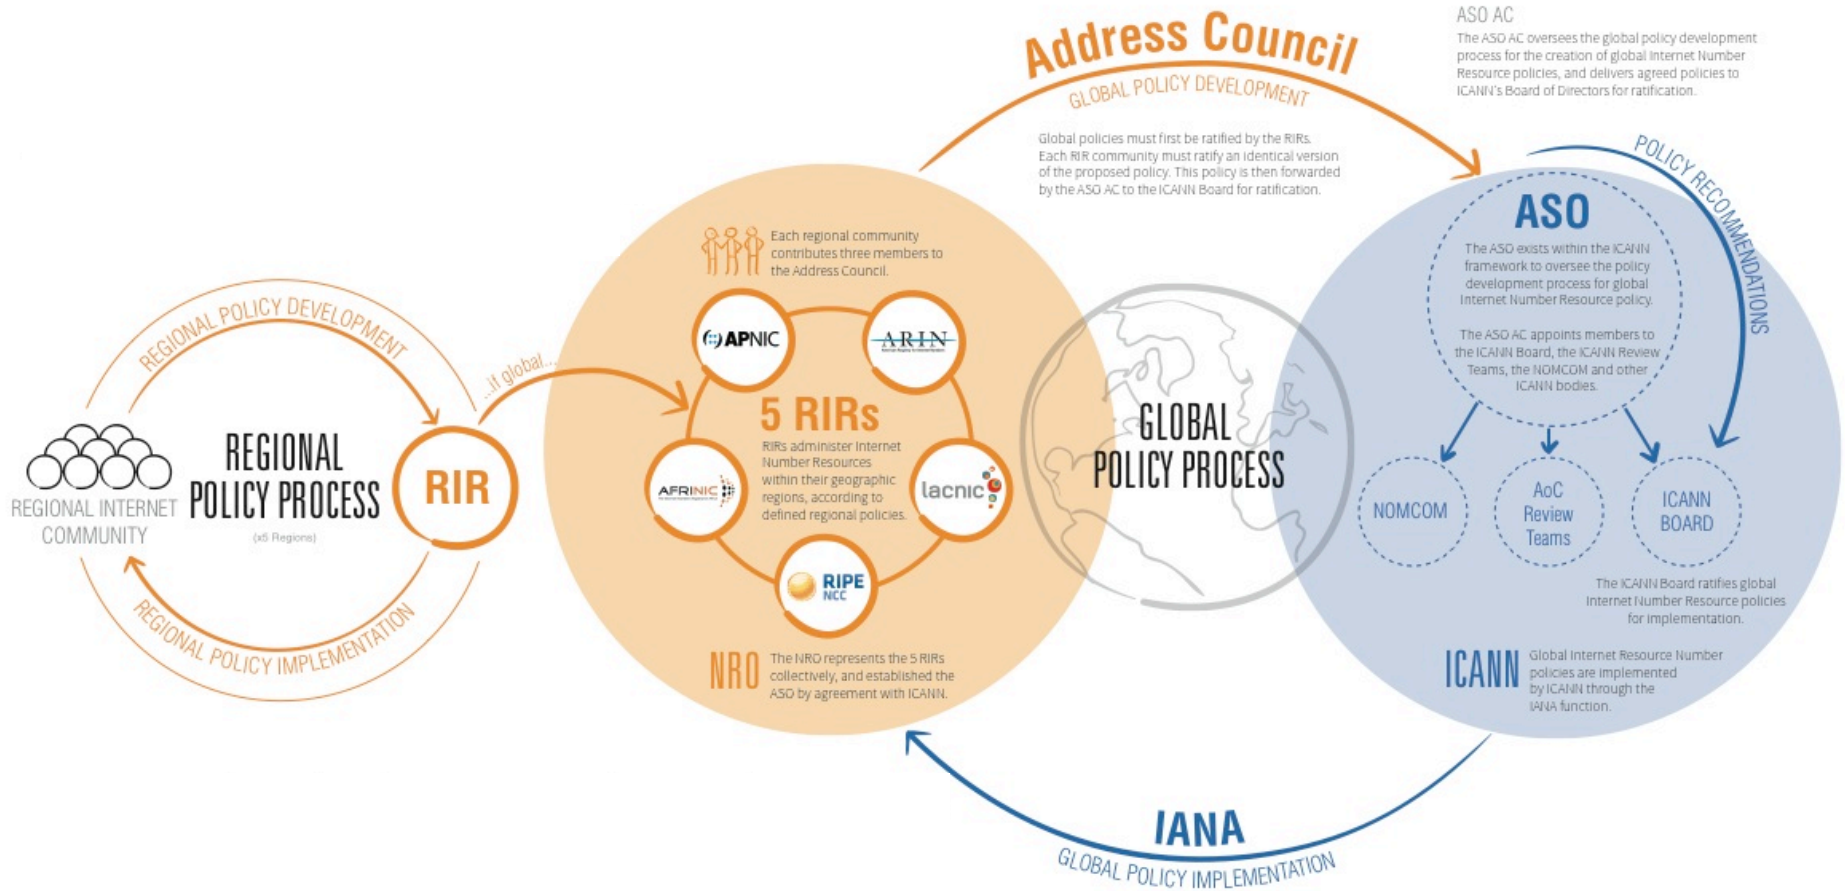 ASO AC
The ASO AC oversees the global policy development
process for the creation of global Internet Number
Resource policies, and delivers agreed policies to
ICANN's Board of Directors for ratification.
Address Council
GLOBAL POLICY DEVELOPMENT
Global policies must first be ratified by the RIRs.
Each RIR community must ratify an identical version
of the proposed policy. This policy is then forwarded
by the ASO AC to the ICANN Board for ratification.
REGIONAL POLICY DEVELOPMENT
REGIONAL INTERNET
COMMUNITY
REGIONAL
POLICY PROCESS
(x5 Regions)
RIR
REGIONAL POLICY IMPLEMENTATION
...if global...
Each regional community
contributes three members to
the Address Council.
APNIC
ARIN
5 RIRs
RIRs administer Internet
Number Resources
within their geographic
regions, according to
defined regional policies.
AFRINIC
lacnic
RIPE
NCC
NRO
The NRO represents the 5 RIRs
collectively, and established the
ASO by agreement with ICANN.
GLOBAL
POLICY PROCESS
POLICY RECOMMENDATIONS
ASO
The ASO exists within the ICANN
framework to oversee the policy
development process for global
Internet Number Resource policy.
The ASO AC appoints members to
the ICANN Board, the ICANN Review
Teams, the NOMCOM and other
ICANN bodies.
NOMCOM
AoC
Review
Teams
ICANN
BOARD
The ICANN Board ratifies global
Internet Number Resource policies
for implementation.
ICANN
Global Internet Resource Number
policies are implemented
by ICANN through the
IANA function.
IANA
GLOBAL POLICY IMPLEMENTATION